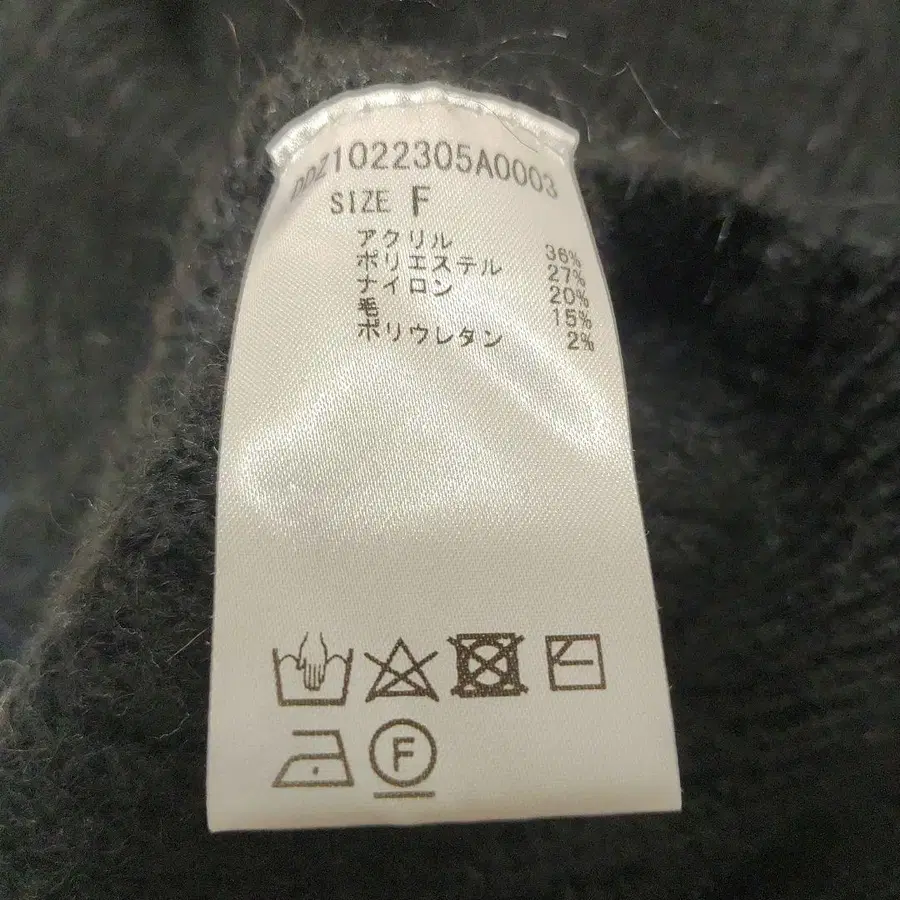 DDZ1022305A0003
SIZE F
アクリル 36%
ポリエステル 27%
ナイロン 20%
毛 15%
ポリウレタン 2%
F